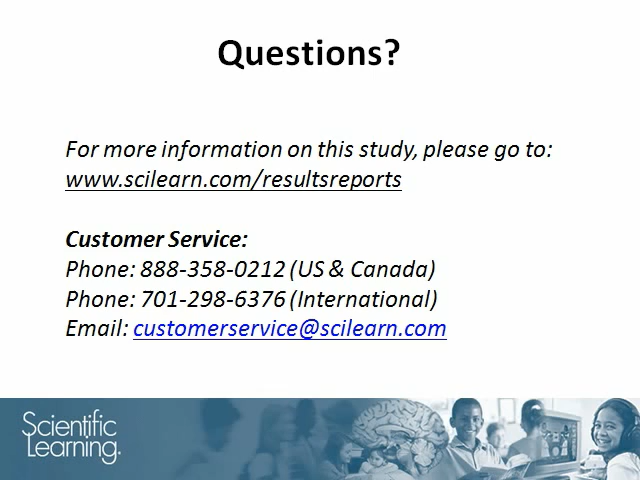 Questions?
For more information on this study, please go to:
www.scilearn.com/resultsreports
Customer Service:
Phone: 888-358-0212 (US & Canada)
Phone: 701-298-6376 (International)
Email: customerservice@scilearn.com
Scientific
Learning.